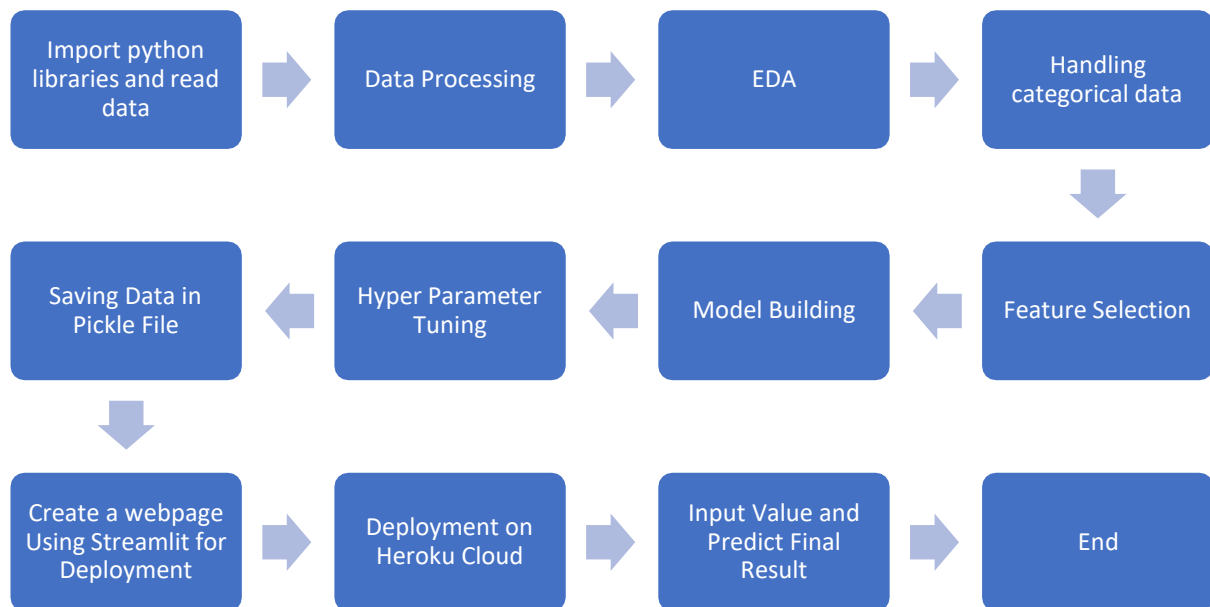 Import python
libraries and read
data
Data Processing
EDA
Handling
categorical data
Feature Selection
Model Building
Hyper Parameter
Tuning
Saving Data in
Pickle File
Create a webpage
Using Streamlit for
Deployment
Deployment on
Heroku Cloud
Input Value and
Predict Final
Result
End